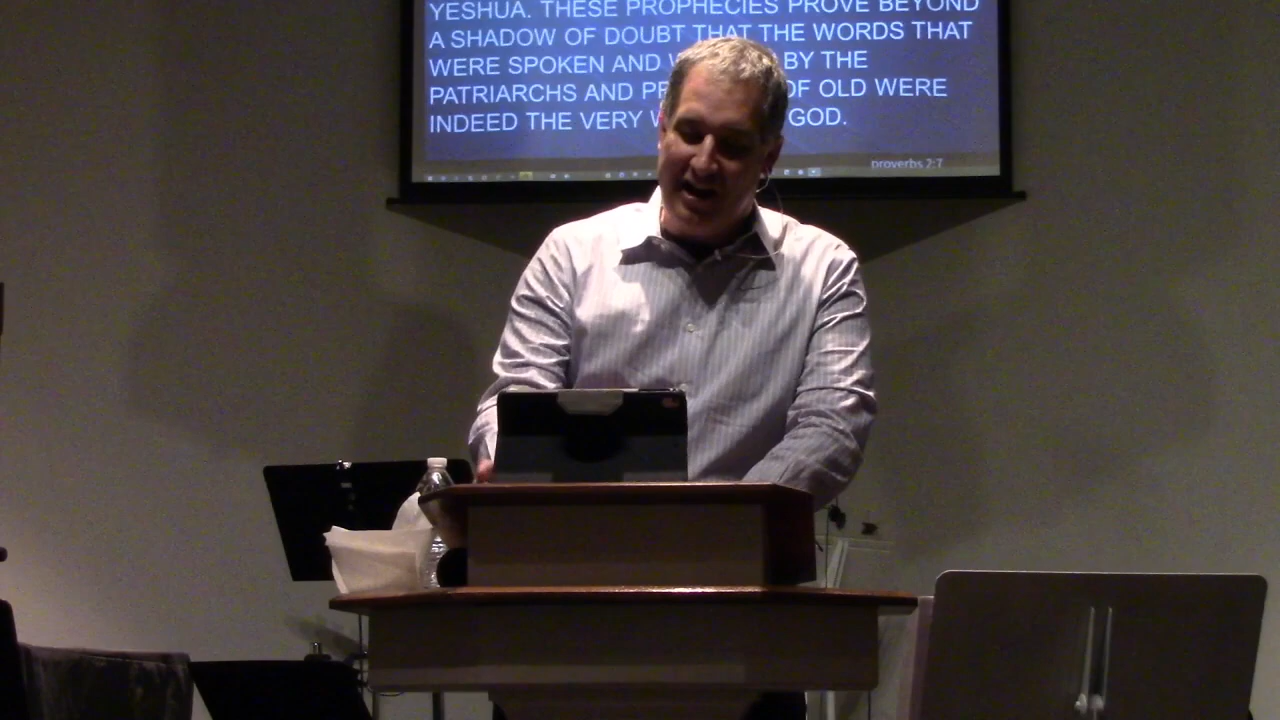 YESHUA. THESE PROPHECIES PROVE BEYOND
A SHADOW OF DOUBT THAT THE WORDS THAT
WERE SPOKEN AND BY THE
PATRIARCHS AND OF OLD WERE
INDEED THE VERY GOD.
proverbs 2:7